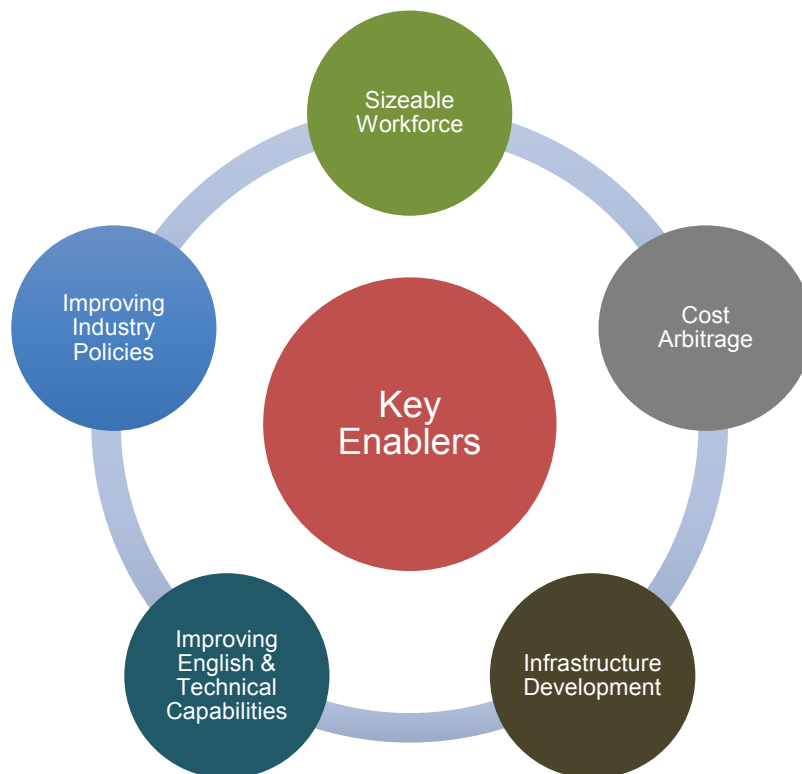 Sizeable
Workforce
Cost
Arbitrage
Infrastructure
Development
Improving
English &
Technical
Capabilities
Improving
Industry
Policies
Key
Enablers